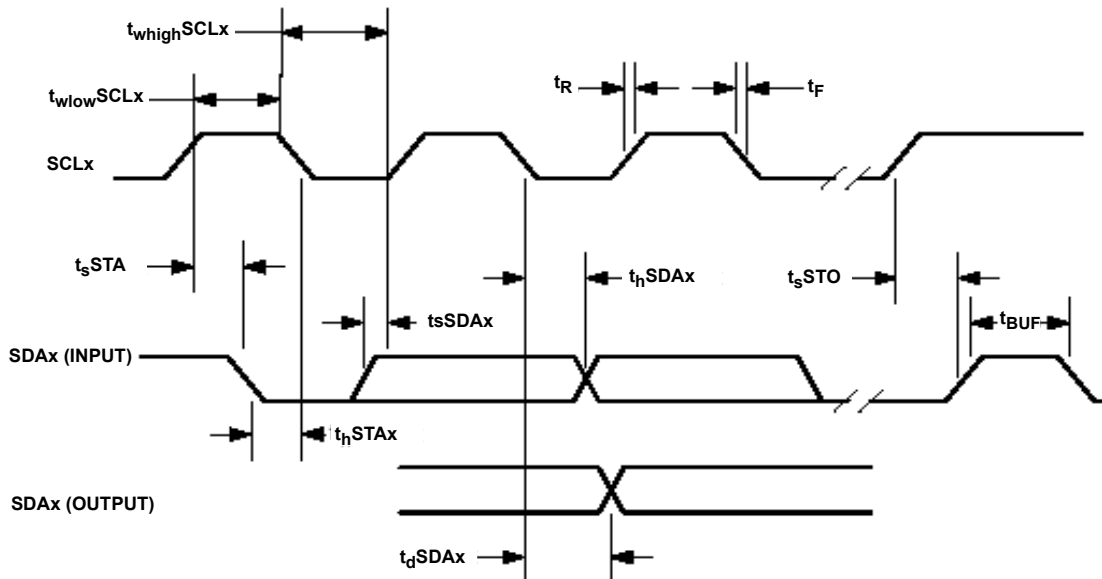 twhighSCLx
twlowSCLx
tR
tF
SCLx
tsSTA
thSDAx
tsSTO
tsSDAx
tBUF
SDAx (INPUT)
thSTAx
SDAx (OUTPUT)
tdSDAx